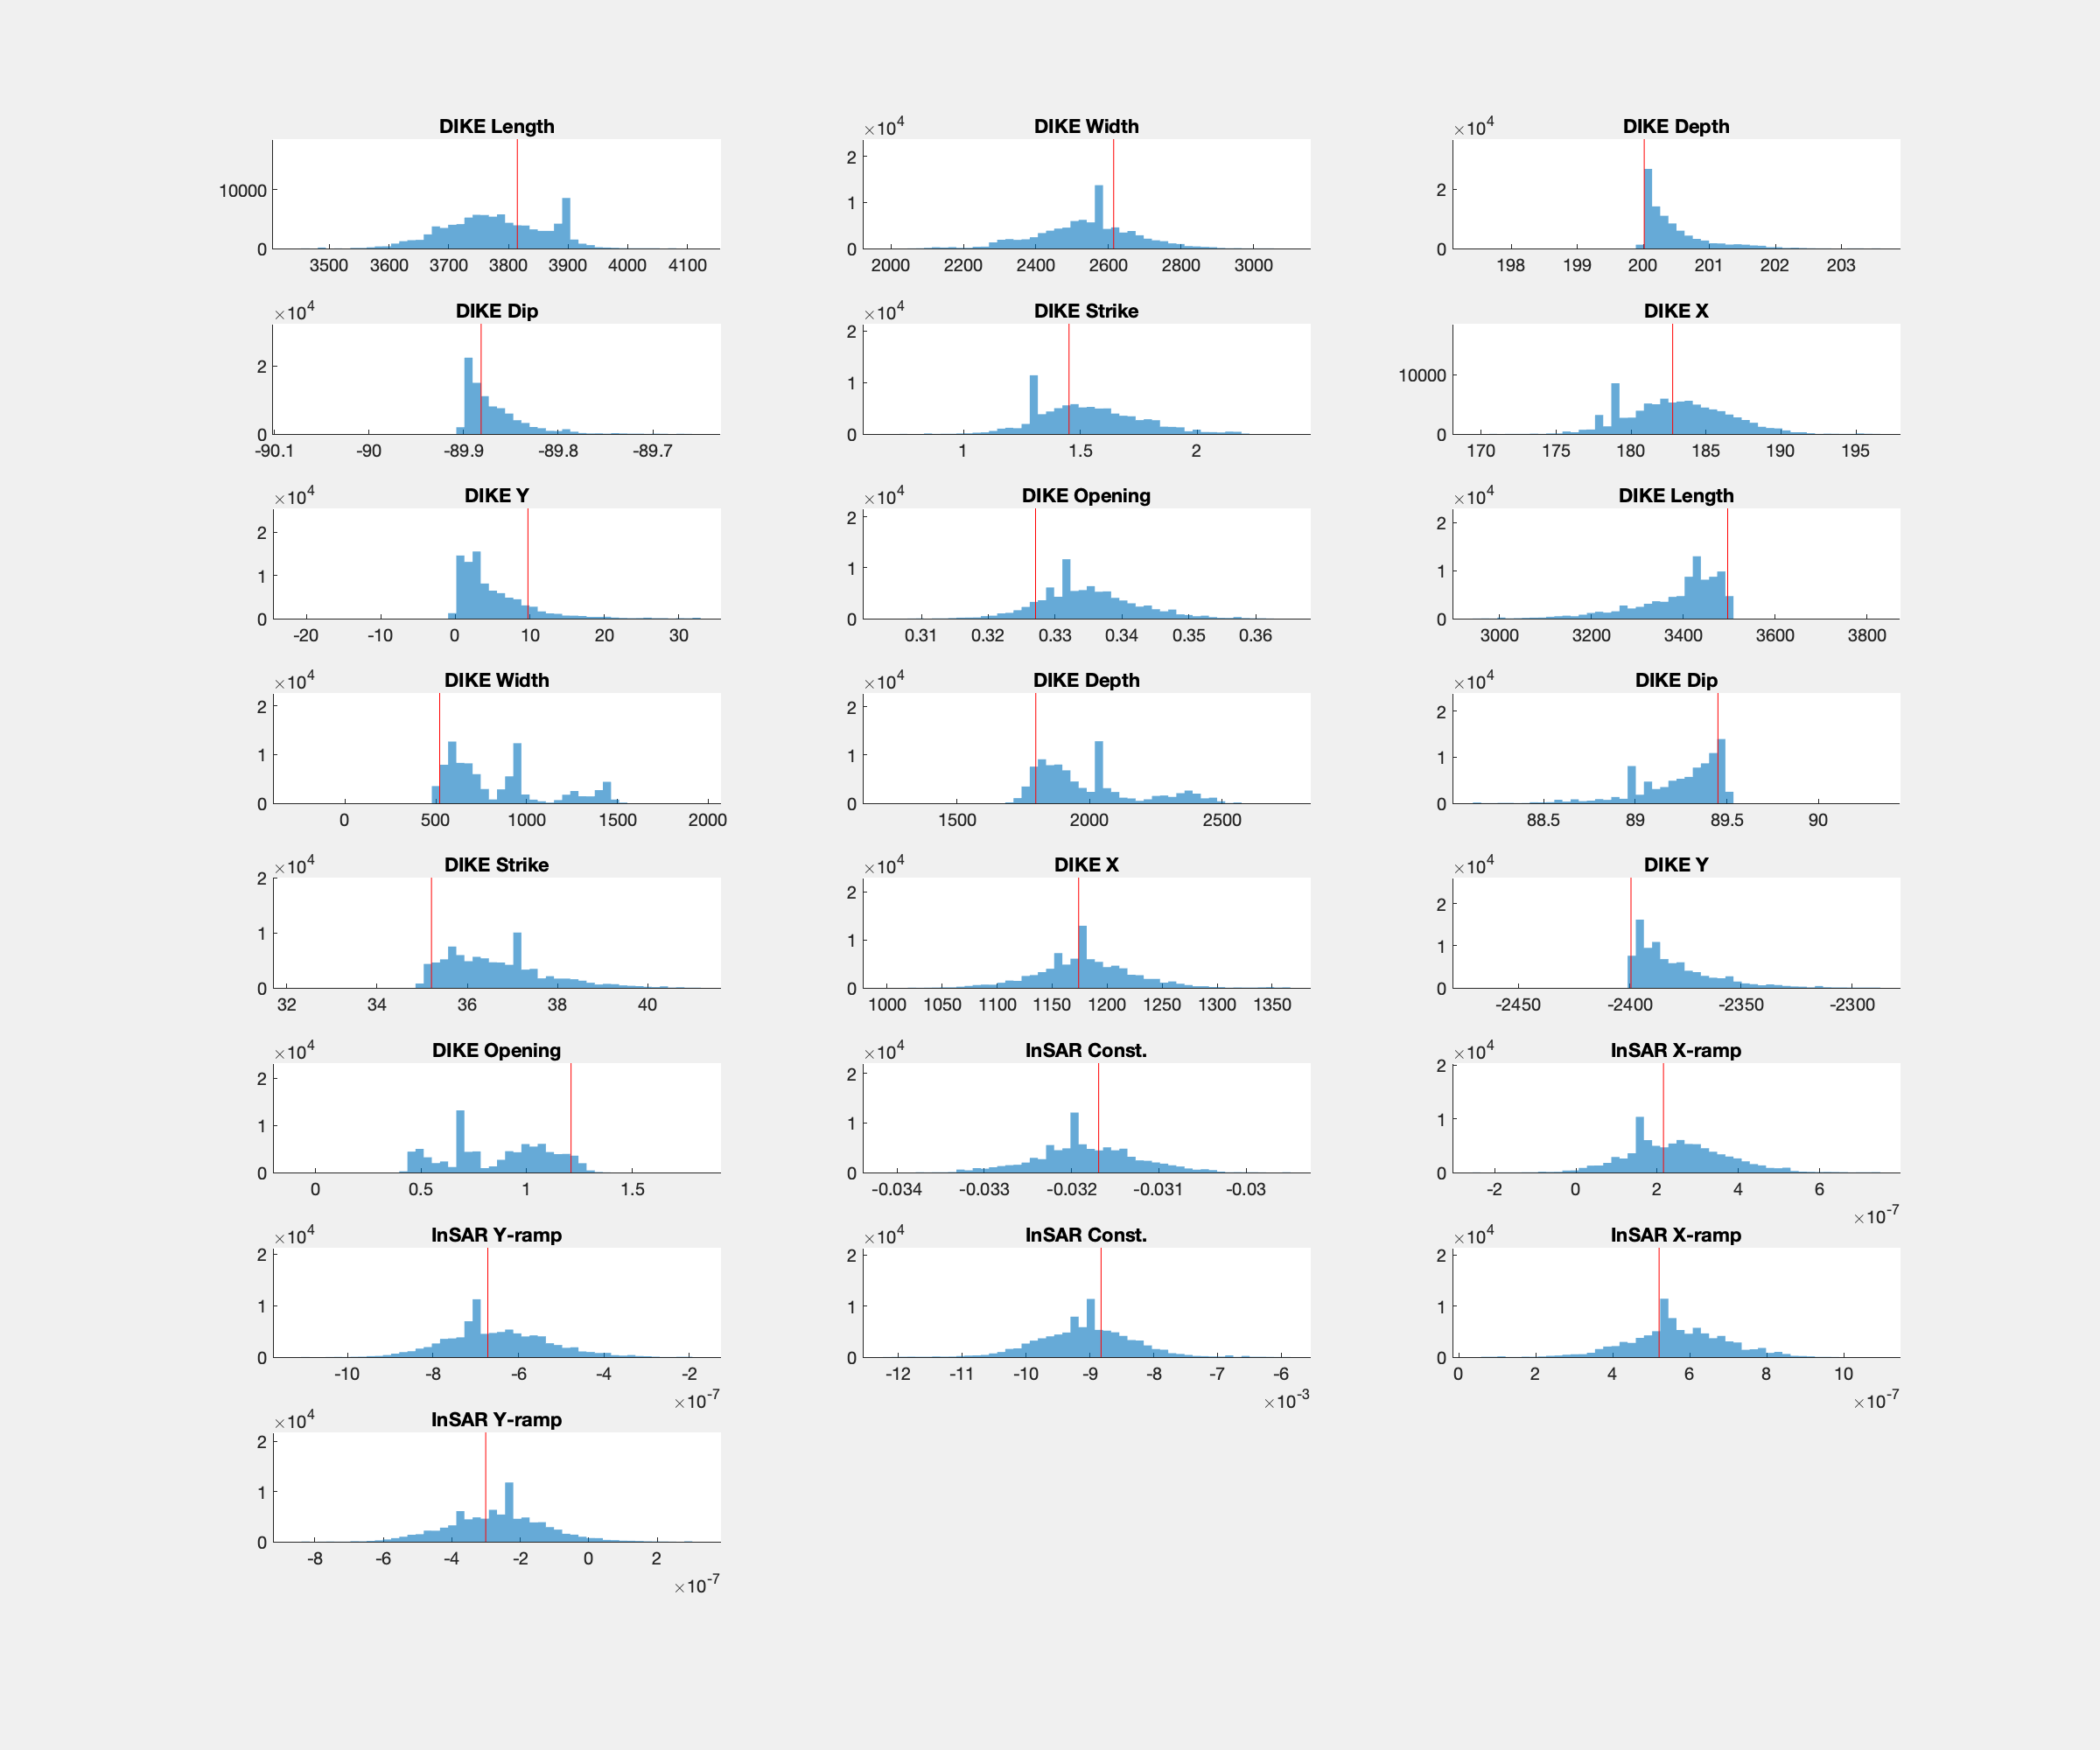 DIKE Length
10000
0
3500 3600 3700 3800 3900 4000 4100
×10^4
DIKE Width
2
1
0
2000 2200 2400 2600 2800 3000
×10^4
DIKE Depth
2
0
198 199 200 201 202 203
×10^4
DIKE Dip
2
0
-90.1 -90 -89.9 -89.8 -89.7
×10^4
DIKE Strike
2
1
0
1 1.5 2
DIKE X
10000
0
170 175 180 185 190 195
×10^4
DIKE Y
2
1
0
-20 -10 0 10 20 30
×10^4
DIKE Opening
2
1
0
0.31 0.32 0.33 0.34 0.35 0.36
×10^4
DIKE Length
2
1
0
3000 3200 3400 3600 3800
×10^4
DIKE Width
2
1
0
0 500 1000 1500 2000
×10^4
DIKE Depth
2
1
0
1500 2000 2500
×10^4
DIKE Dip
2
1
0
88.5 89 89.5 90
×10^4
DIKE Strike
2
1
0
32 34 36 38 40
×10^4
DIKE X
2
1
0
1000 1050 1100 1150 1200 1250 1300 1350
×10^4
DIKE Y
2
1
0
-2450 -2400 -2350 -2300
×10^4
DIKE Opening
2
1
0
0 0.5 1 1.5
×10^4
InSAR Const.
2
1
0
-0.034 -0.033 -0.032 -0.031 -0.03
×10^4
InSAR X-ramp
2
1
0
-2 0 2 4 6
×10^-7
×10^4
InSAR Y-ramp
2
1
0
-10 -8 -6 -4 -2
×10^-7
×10^4
InSAR Const.
2
1
0
-12 -11 -10 -9 -8 -7 -6
×10^-3
×10^4
InSAR X-ramp
2
1
0
0 2 4 6 8 10
×10^-7
×10^4
InSAR Y-ramp
2
1
0
-8 -6 -4 -2 0 2
×10^-7